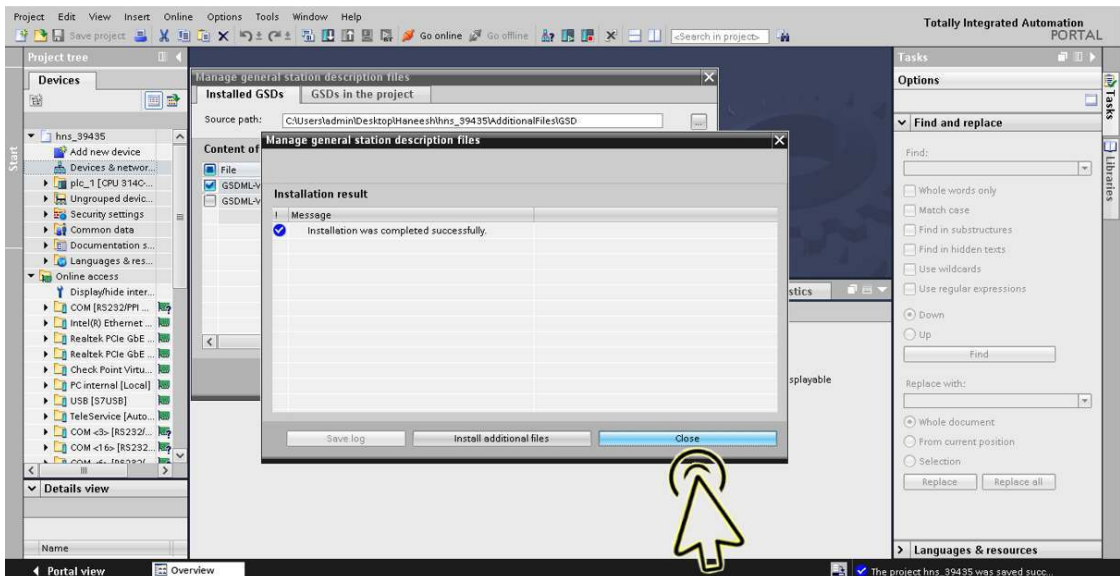 Project Edit View Insert Online Options Tools Window Help
Totally Integrated Automation
PORTAL
Save project
Go online
Go offline
<Search in project>
Project tree
Devices
Start
hns_39435
Add new device
Devices & networ...
plc_1 [CPU 314C-...
Ungrouped devic...
Security settings
Common data
Documentation s...
Languages & res...
Online access
Display/hide inter...
COM [RS232/PPI ...
Intel(R) Ethernet ...
Realtek PCIe GbE ...
Realtek PCIe GbE ...
Check Point Virtu...
PC internal [Local]
USB [S7USB]
TeleService [Auto...
COM <3> [RS232/...
COM <16> [RS232...
Details view
Name
Manage general station description files
Installed GSDs
GSDs in the project
Source path:
C:\Users\admin\Desktop\Haneesh\hns_39435\AdditionalFiles\GSD
Content of
File
GSDML-V
GSDML-V
Manage general station description files
Installation result
! Message
Installation was completed successfully.
Save log
Install additional files
Close
stics
splayable
Tasks
Options
Find and replace
Find:
Whole words only
Match case
Find in substructures
Find in hidden texts
Use wildcards
Use regular expressions
Down
Up
Find
Replace with:
Whole document
From current position
Selection
Replace
Replace all
Languages & resources
Tasks
Libraries
Portal view
Overview
The project hns_39435 was saved succ...